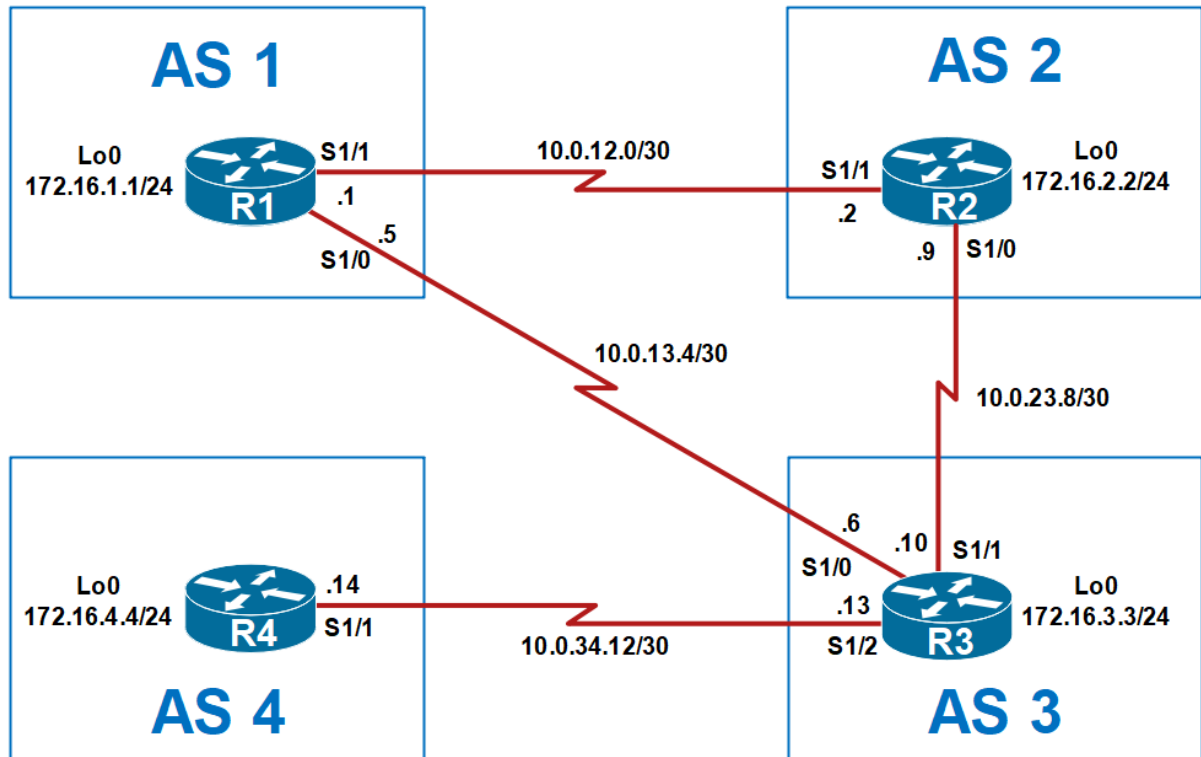 AS 1
AS 2
Lo0
172.16.1.1/24
R1
S1/1
.1
.5
S1/0
10.0.12.0/30
S1/1
.2
R2
Lo0
172.16.2.2/24
.9
S1/0
10.0.13.4/30
10.0.23.8/30
Lo0
172.16.4.4/24
R4
.14
S1/1
10.0.34.12/30
.6
S1/0
.10
S1/1
.13
S1/2
R3
Lo0
172.16.3.3/24
AS 4
AS 3